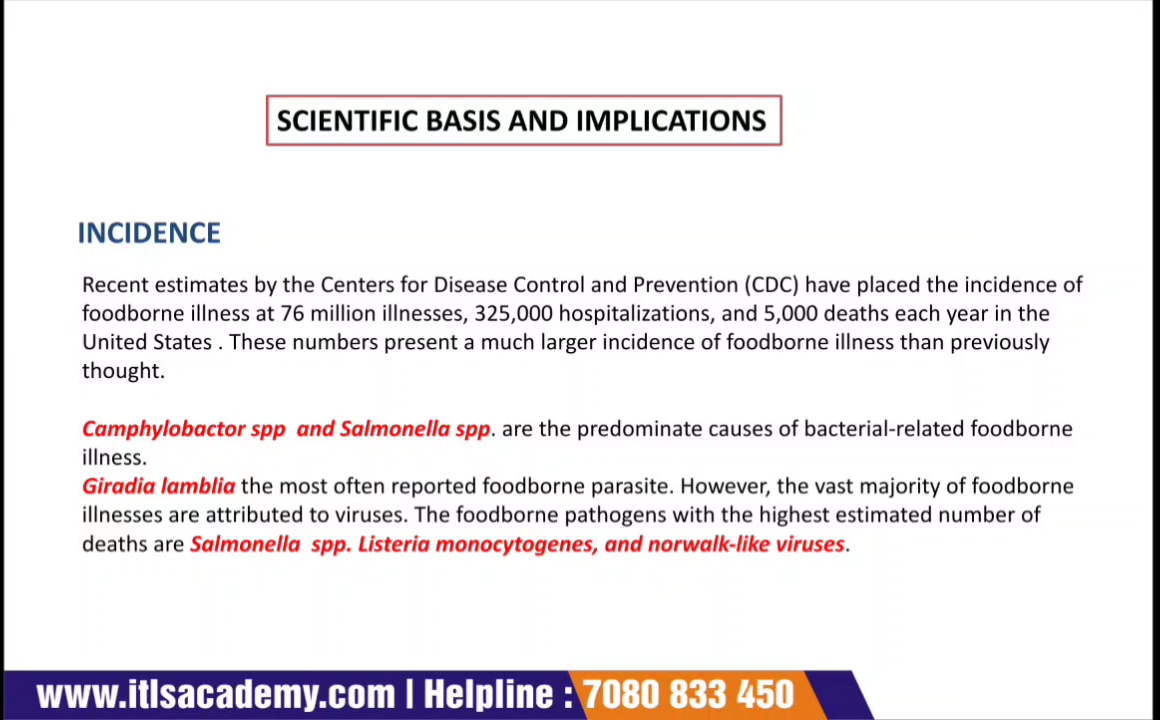 SCIENTIFIC BASIS AND IMPLICATIONS
INCIDENCE
Recent estimates by the Centers for Disease Control and Prevention (CDC) have placed the incidence of
foodborne illness at 76 million illnesses, 325,000 hospitalizations, and 5,000 deaths each year in the
United States . These numbers present a much larger incidence of foodborne illness than previously
thought.
Camphylobactor spp  and Salmonella spp. are the predominate causes of bacterial-related foodborne
illness.
Giradia lamblia the most often reported foodborne parasite. However, the vast majority of foodborne
illnesses are attributed to viruses. The foodborne pathogens with the highest estimated number of
deaths are Salmonella  spp. Listeria monocytogenes, and norwalk-like viruses.
www.itlsacademy.com | Helpline : 7080 833 450